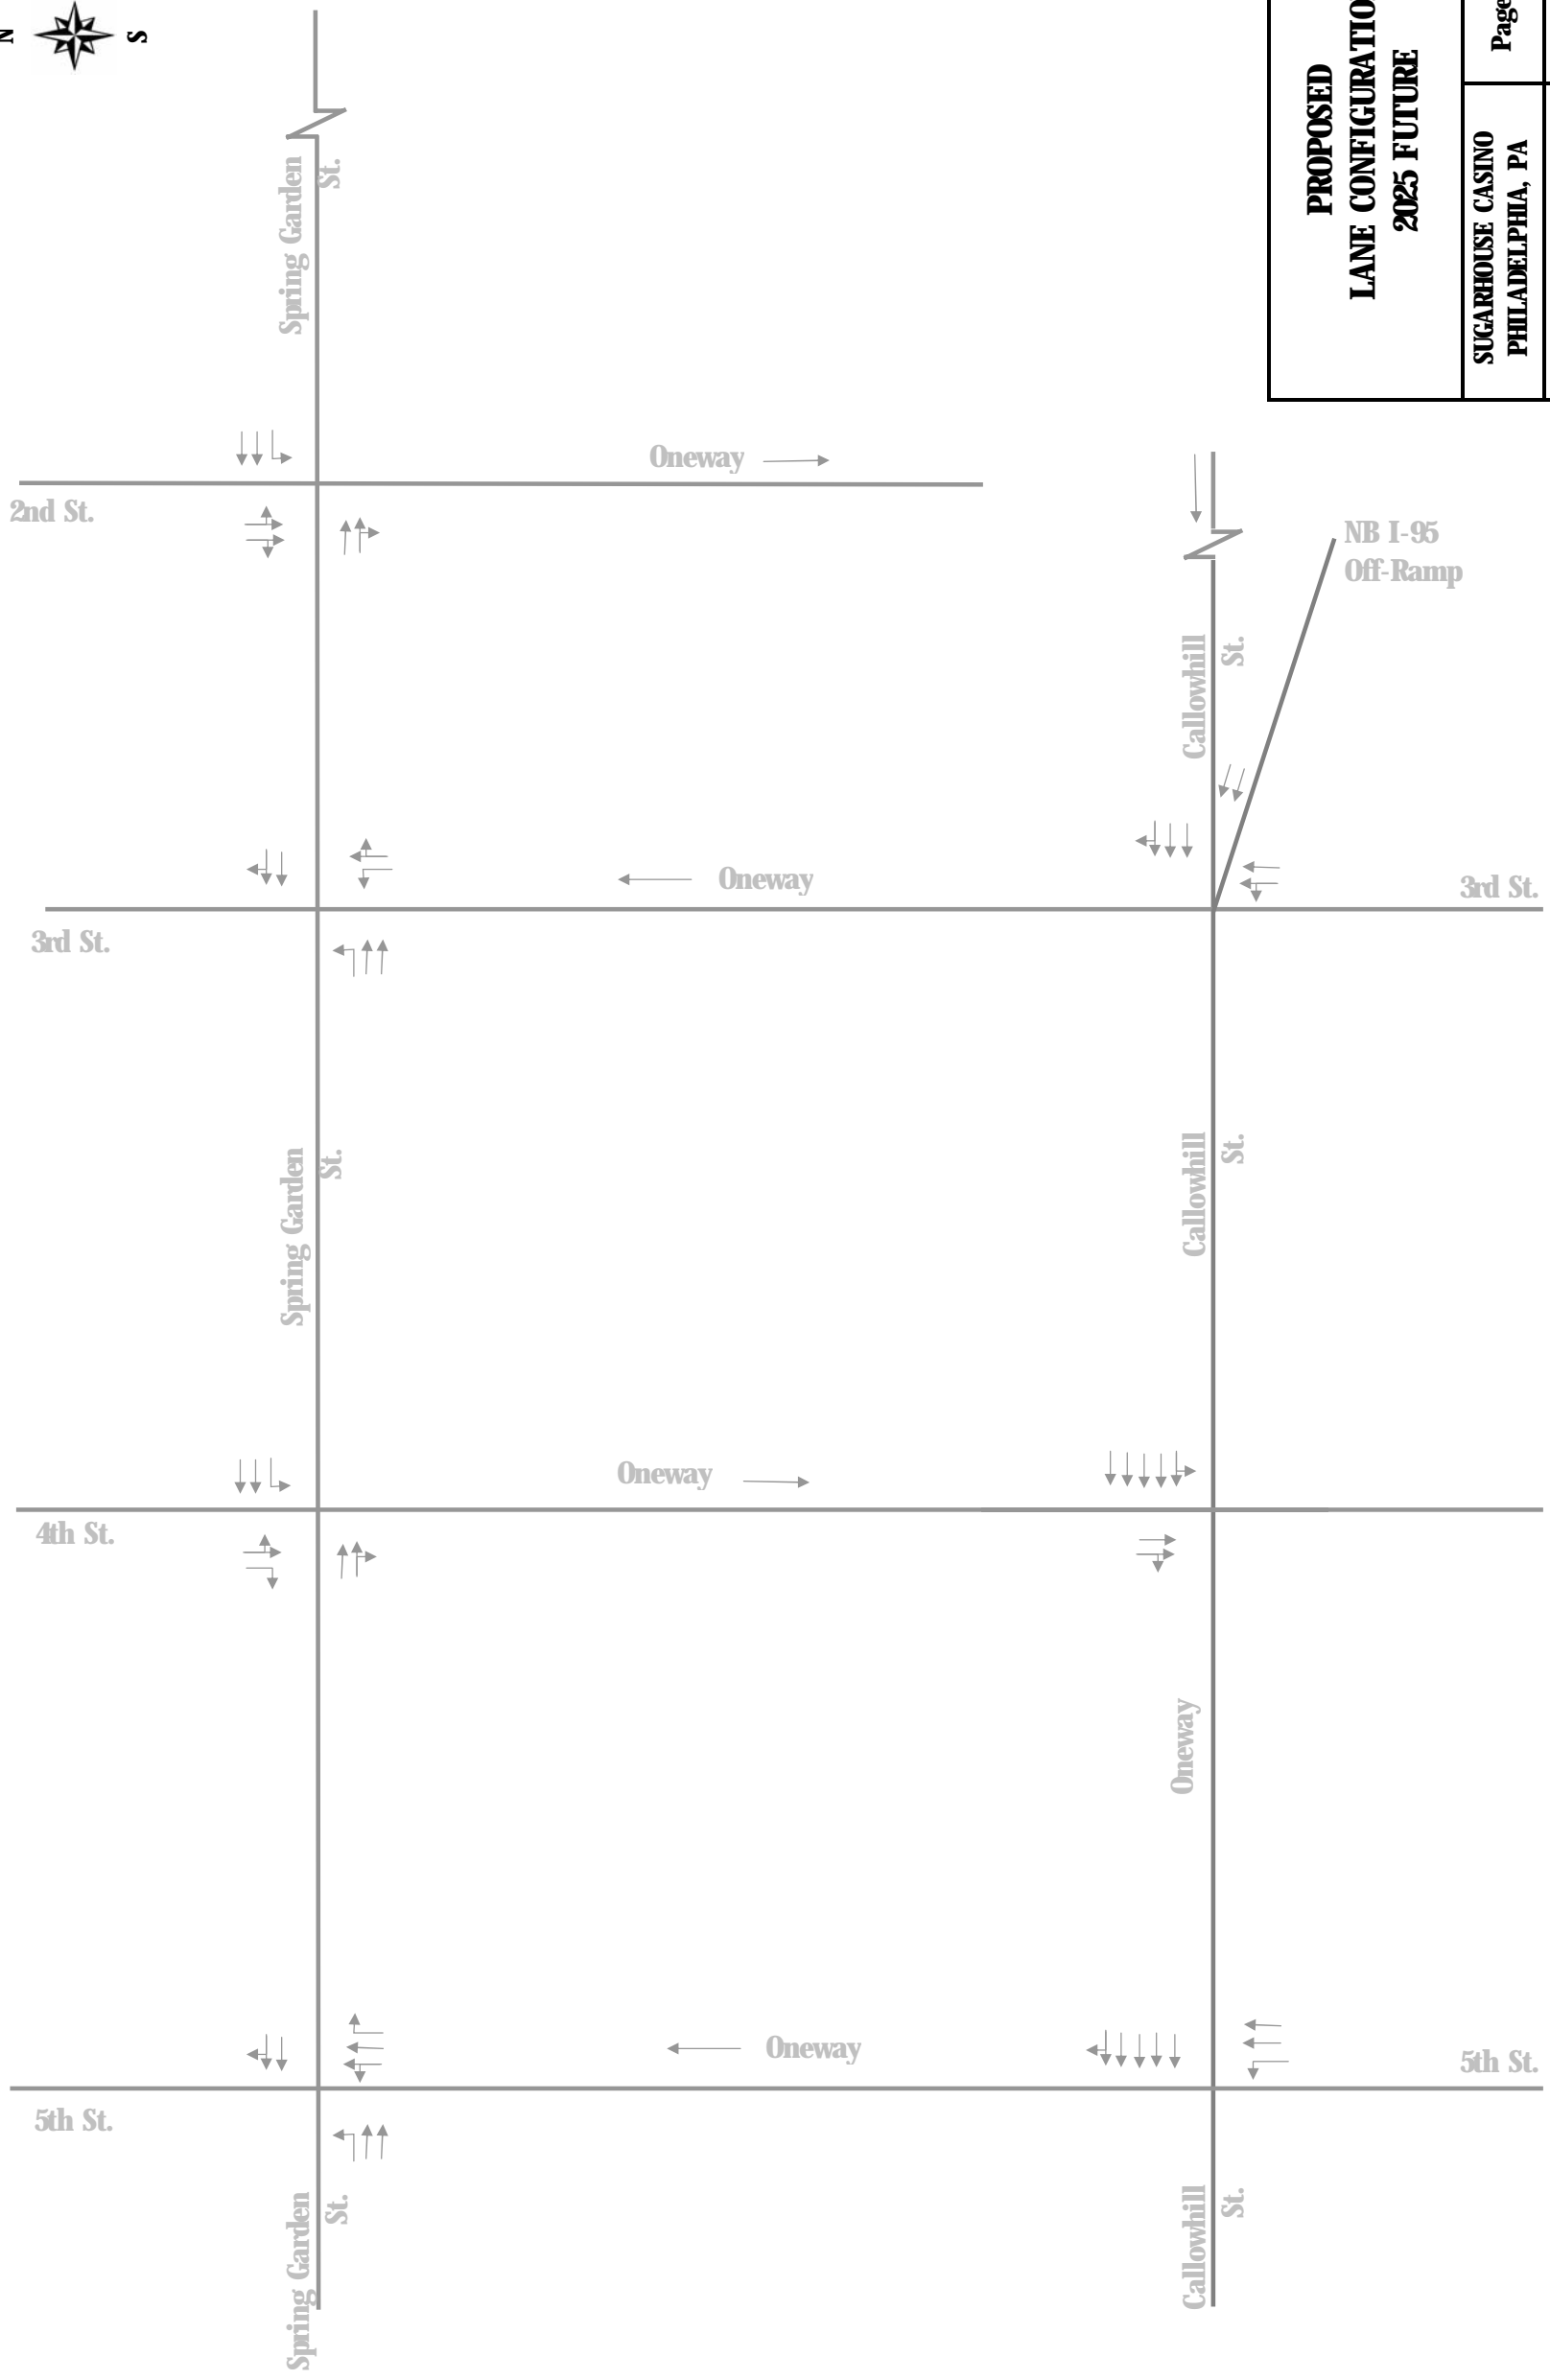 N
S
PROPOSED
LANE CONFIGURATIO
2025 FUTURE
Page
SUGARHOUSE CASINO
PHILADELPHIA, PA
Spring Garden
St.
Oneway
2nd St.
NB I-95
Off-Ramp
Callowhill
St.
Oneway
3rd St.
3rd St.
Spring Garden
St.
Callowhill
St.
Oneway
4th St.
Oneway
Oneway
5th St.
5th St.
Spring Garden
St.
Callowhill
St.